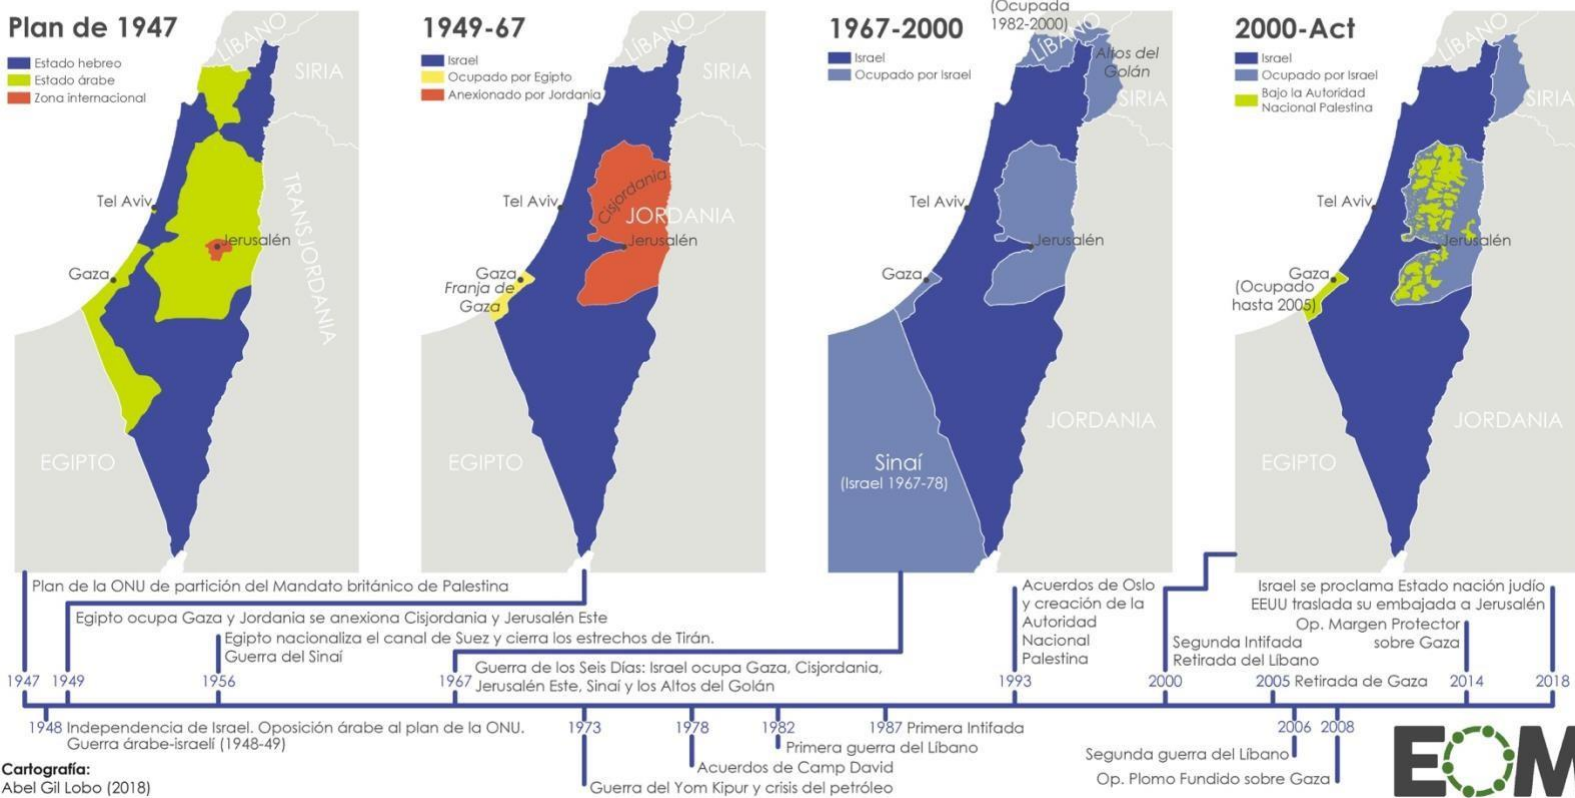 Plan de 1947
Estado hebreo
Estado árabe
Zona internacional
LÍBANO
SIRIA
TRANSJORDANIA
Tel Aviv
Jerusalén
Gaza
EGIPTO
1949-67
Israel
Ocupado por Egipto
Anexionado por Jordania
LÍBANO
SIRIA
Cisjordania
JORDANIA
Tel Aviv
Jerusalén
Gaza
Franja de
Gaza
EGIPTO
1967-2000
Israel
Ocupado por Israel
(Ocupada
1982-2000)
LÍBANO
Altos del
Golán
SIRIA
Tel Aviv
Jerusalén
Gaza
JORDANIA
Sinaí
(Israel 1967-78)
2000-Act
Israel
Ocupado por Israel
Bajo la Autoridad
Nacional Palestina
LÍBANO
SIRIA
Tel Aviv
Jerusalén
Gaza
(Ocupado
hasta 2005)
JORDANIA
EGIPTO
Plan de la ONU de partición del Mandato británico de Palestina
Egipto ocupa Gaza y Jordania se anexiona Cisjordania y Jerusalén Este
Egipto nacionaliza el canal de Suez y cierra los estrechos de Tirán.
Guerra del Sinaí
Guerra de los Seis Días: Israel ocupa Gaza, Cisjordania,
Jerusalén Este, Sinaí y los Altos del Golán
Acuerdos de Oslo
y creación de la
Autoridad
Nacional
Palestina
Segunda Intifada
Retirada del Líbano
Israel se proclama Estado nación judío
EEUU traslada su embajada a Jerusalén
Op. Margen Protector
sobre Gaza
1947 1949 1956 1967 1993 2000 2005 Retirada de Gaza 2014 2018
1948 Independencia de Israel. Oposición árabe al plan de la ONU.
Guerra árabe-israelí (1948-49)
1973
Guerra del Yom Kipur y crisis del petróleo
1978
Acuerdos de Camp David
1982
Primera guerra del Líbano
1987 Primera Intifada
2006 2008
Segunda guerra del Líbano
Op. Plomo Fundido sobre Gaza
Cartografía:
Abel Gil Lobo (2018)
EOM